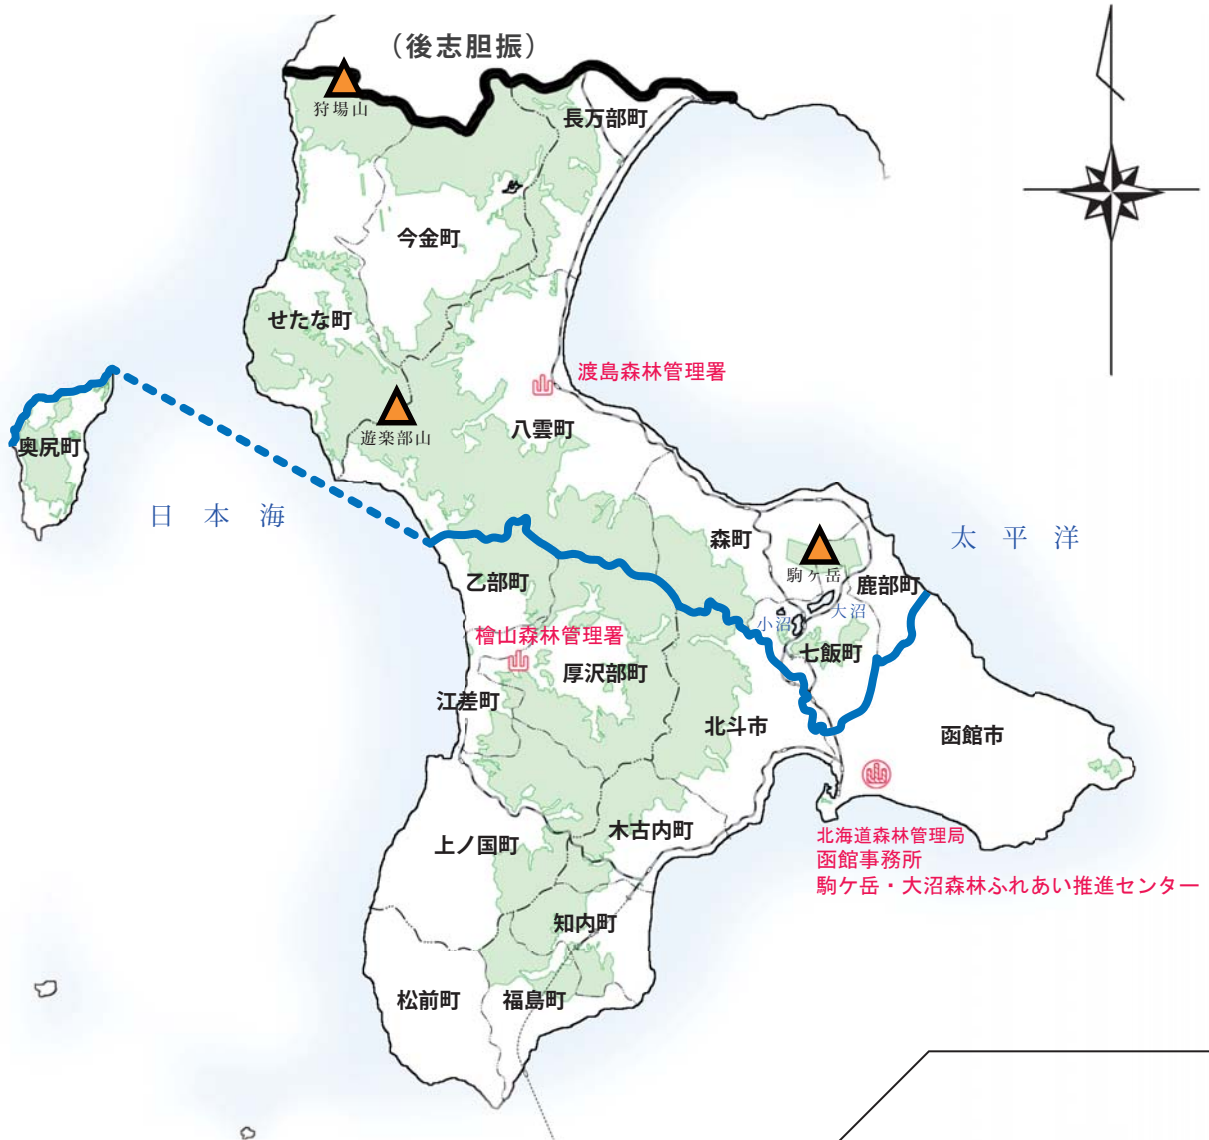 （後志胆振）
狩場山
長万部町
今金町
せたな町
渡島森林管理署
八雲町
遊楽部山
奥尻町
日本海
太平洋
森町
駒ヶ岳
鹿部町
乙部町
小沼
大沼
檜山森林管理署
七飯町
厚沢部町
江差町
北斗市
函館市
木古内町
上ノ国町
北海道森林管理局
函館事務所
駒ケ岳・大沼森林ふれあい推進センター
知内町
松前町
福島町